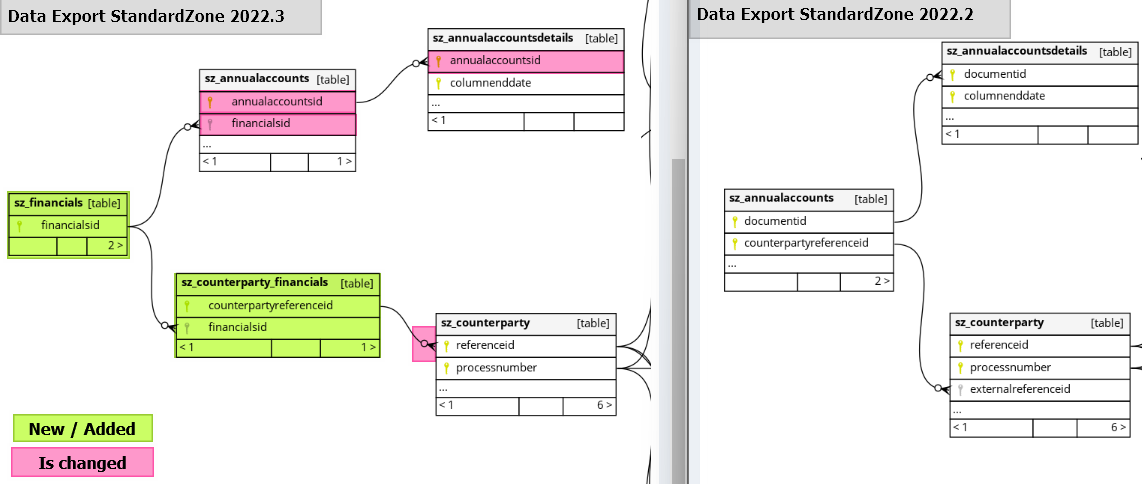 Data Export StandardZone 2022.3
sz_annualaccountsdetails [table]
annualaccountsid
columnenddate
...
< 1
sz_annualaccounts [table]
annualaccountsid
financialsid
...
< 1 1 >
sz_financials [table]
financialsid
2 >
sz_counterparty_financials [table]
counterpartyreferenceid
financialsid
< 1 1 >
sz_counterparty [table]
referenceid
processnumber
...
< 1 6 >
New / Added
Is changed
Data Export StandardZone 2022.2
sz_annualaccountsdetails [table]
documentid
columnenddate
...
< 1
sz_annualaccounts [table]
documentid
counterpartyreferenceid
...
2 >
sz_counterparty [table]
referenceid
processnumber
externalreferenceid
...
< 1 6 >